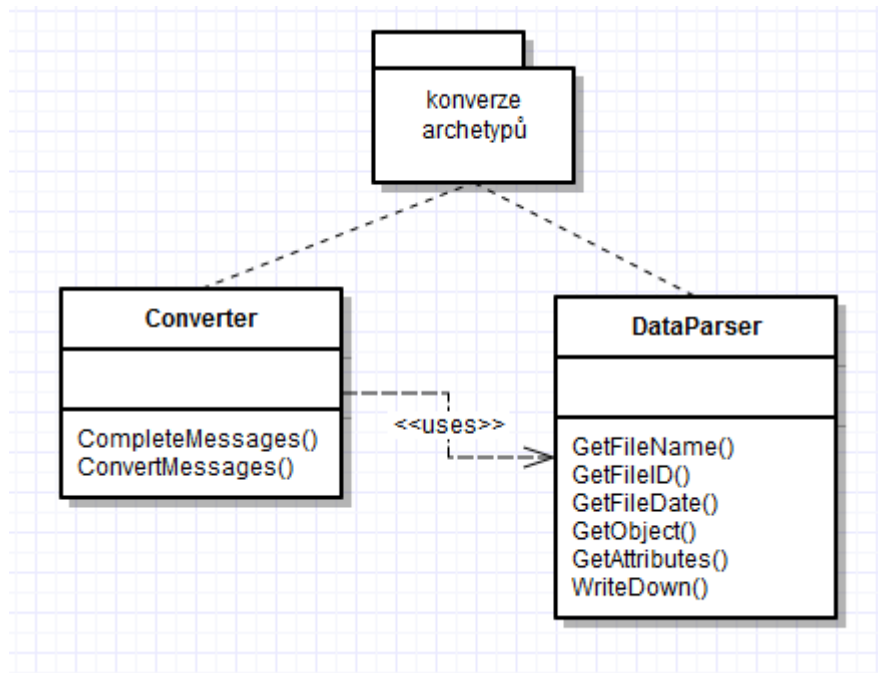 konverze
archetypů
Converter
CompleteMessages()
ConvertMessages()
<<uses>>
DataParser
GetFileName()
GetFileID()
GetFileDate()
GetObject()
GetAttributes()
WriteDown()